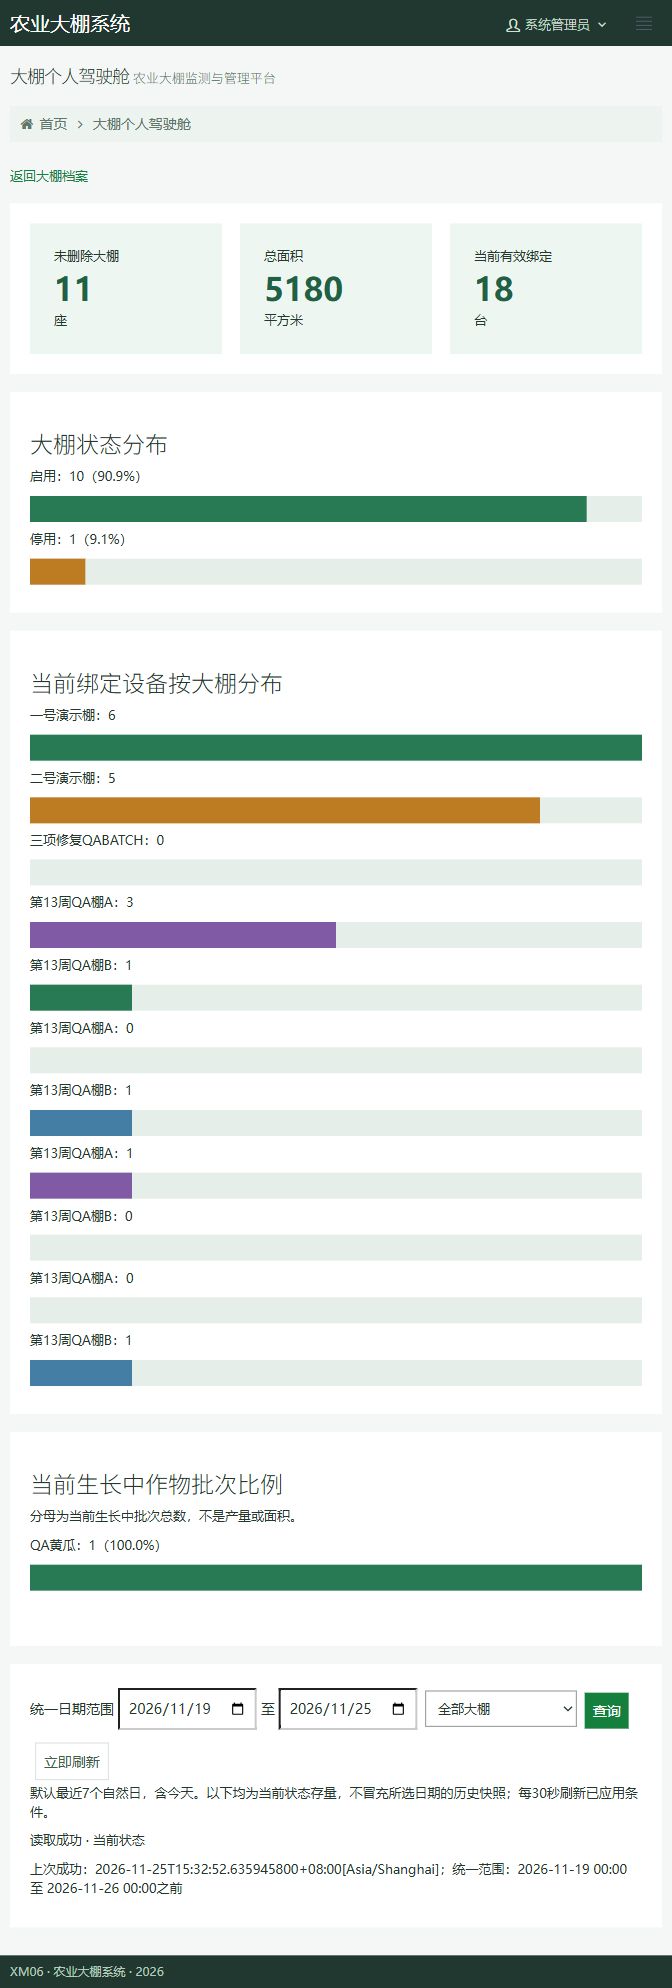 农业大棚系统
系统管理员
大棚个人驾驶舱 农业大棚监测与管理平台
首页 > 大棚个人驾驶舱
返回大棚档案
未删除大棚
11
座
总面积
5180
平方米
当前有效绑定
18
台
大棚状态分布
启用：10（90.9%）
停用：1（9.1%）
当前绑定设备按大棚分布
一号演示棚：6
二号演示棚：5
三项修复QABATCH：0
第13周QA棚A：3
第13周QA棚B：1
第13周QA棚A：0
第13周QA棚B：1
第13周QA棚A：1
第13周QA棚B：0
第13周QA棚A：0
第13周QA棚B：1
当前生长中作物批次比例
分母为当前生长中批次总数，不是产量或面积。
QA黄瓜：1（100.0%）
统一日期范围 2026/11/19 至 2026/11/25 全部大棚 查询
立即刷新
默认最近7个自然日，含今天。以下均为当前状态存量，不冒充所选日期的历史快照；每30秒刷新已应用条
件。
读取成功 · 当前状态
上次成功：2026-11-25T15:32:52.635945800+08:00[Asia/Shanghai]；统一范围：2026-11-19 00:00
至 2026-11-26 00:00之前
XM06 · 农业大棚系统 · 2026